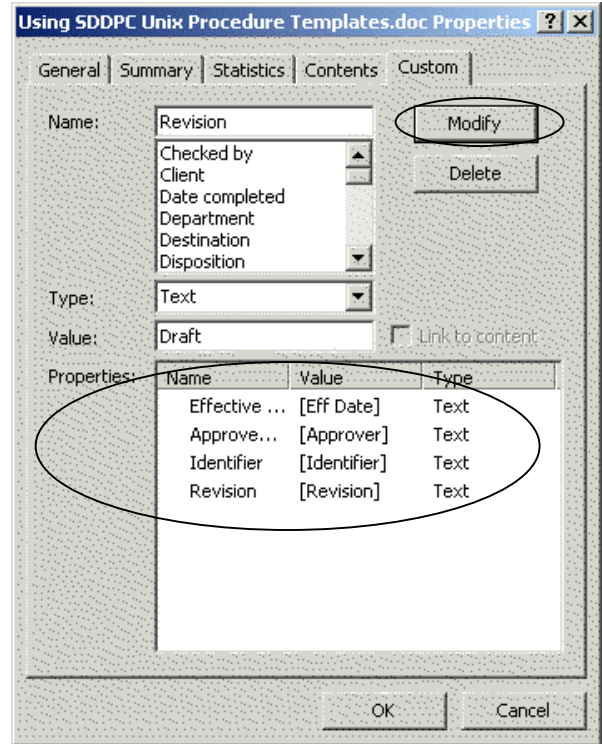 Using SDDPC Unix Procedure Templates.doc Properties
General Summary Statistics Contents Custom
Name: Revision Modify
Checked by
Client
Date completed
Department
Destination
Disposition
Delete
Type: Text
Value: Draft Link to content
Properties: Name Value Type
Effective ... [Eff Date] Text
Approve... [Approver] Text
Identifier [Identifier] Text
Revision [Revision] Text
OK Cancel